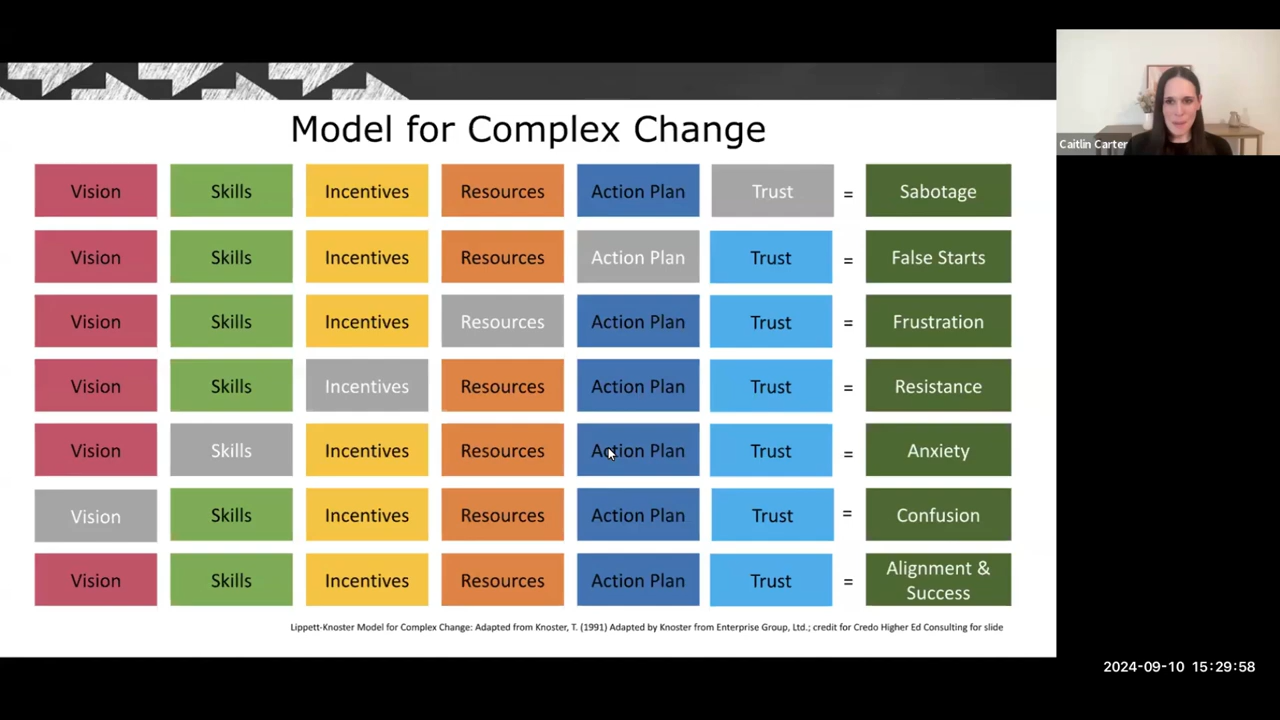 Model for Complex Change
Caitlin Carter
Vision Skills Incentives Resources Action Plan Trust = Sabotage
Vision Skills Incentives Resources Action Plan Trust = False Starts
Vision Skills Incentives Resources Action Plan Trust = Frustration
Vision Skills Incentives Resources Action Plan Trust = Resistance
Vision Skills Incentives Resources Action Plan Trust = Anxiety
Vision Skills Incentives Resources Action Plan Trust = Confusion
Vision Skills Incentives Resources Action Plan Trust = Alignment &
Success
Lippett-Knoster Model for Complex Change: Adapted from Knoster, T. (1991) Adapted by Knoster from Enterprise Group, Ltd.; credit for Credo Higher Ed Consulting for slide
2024-09-10 15:29:58